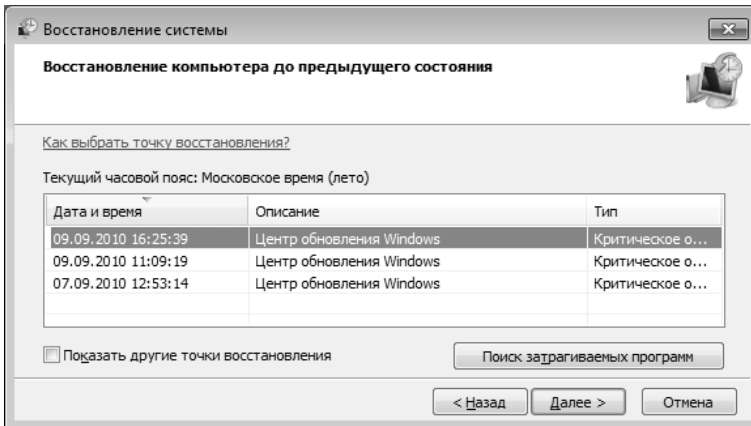 Восстановление системы
Восстановление компьютера до предыдущего состояния
Как выбрать точку восстановления?
Текущий часовой пояс: Московское время (лето)
Дата и время Описание Тип
09.09.2010 16:25:39 Центр обновления Windows Критическое о...
09.09.2010 11:09:19 Центр обновления Windows Критическое о...
07.09.2010 12:53:14 Центр обновления Windows Критическое о...
Показать другие точки восстановления Поиск затрагиваемых программ
< Назад Далее > Отмена